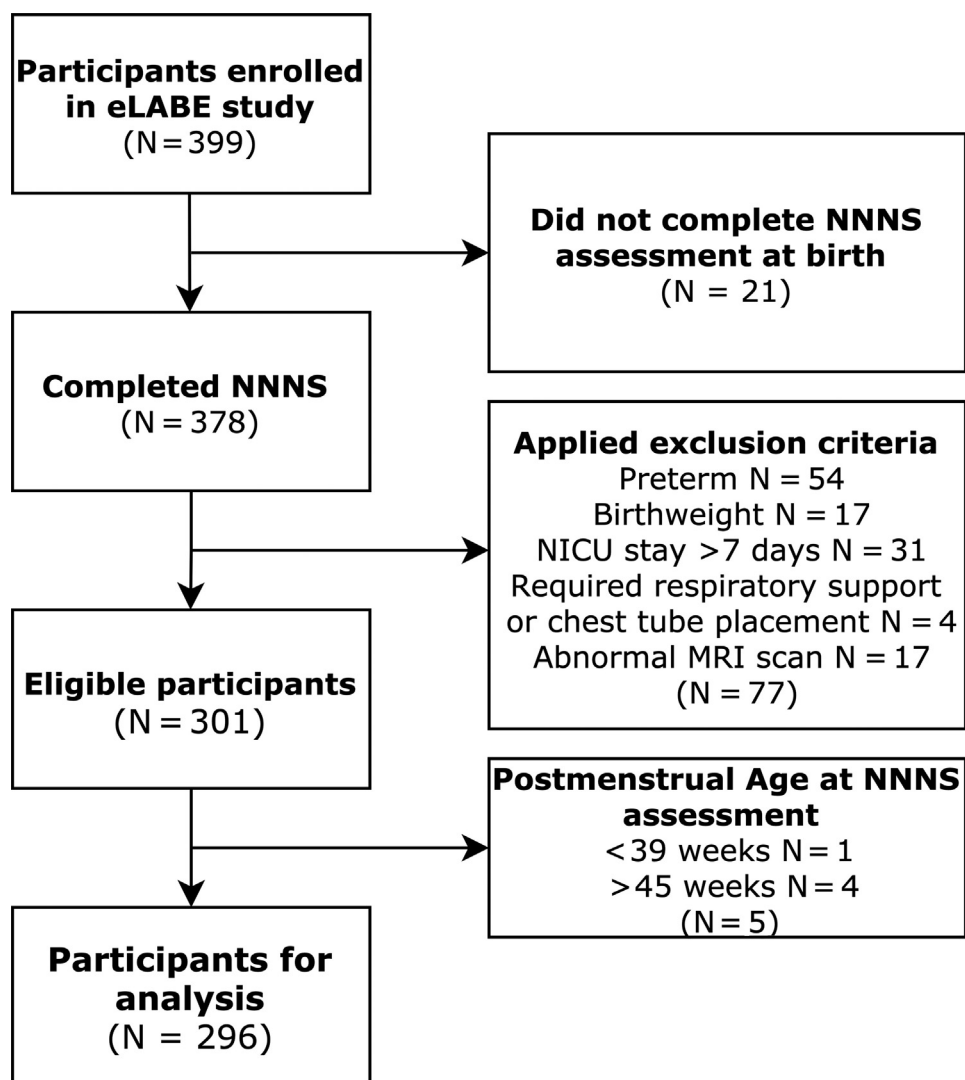 Participants enrolled
in eLABE study
(N = 399)
Did not complete NNNS
assessment at birth
(N = 21)
Completed NNNS
(N = 378)
Applied exclusion criteria
Preterm N = 54
Birthweight N = 17
NICU stay >7 days N = 31
Required respiratory support
or chest tube placement N = 4
Abnormal MRI scan N = 17
(N = 77)
Eligible participants
(N = 301)
Postmenstrual Age at NNNS
assessment
<39 weeks N = 1
>45 weeks N = 4
(N = 5)
Participants for
analysis
(N = 296)